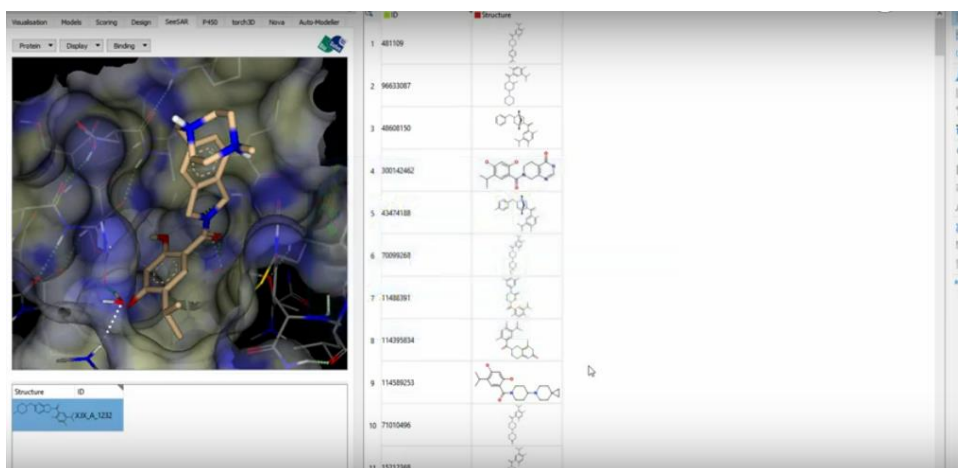 Visualisation Models Scoring Design SeeSAR P450 torch3D Nova Auto-Modeller
Protein Display Binding
Structure ID
XJX_A_1232
ID Structure
1 481109
2 96633087
3 48608150
4 300142462
5 43474188
6 70099268
7 11488391
8 114395834
9 114589253
10 71010496